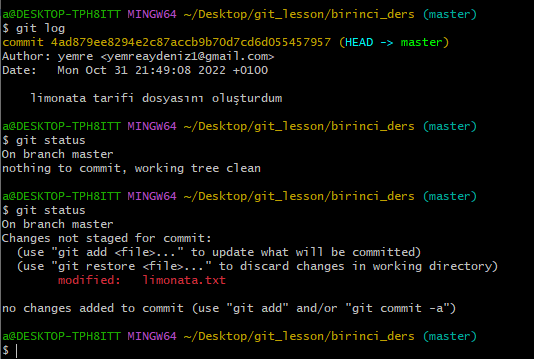 a@DESKTOP-TPH8ITT MINGW64 ~/Desktop/git_lesson/birinci_ders (master)
$ git log
commit 4ad879ee8294e2c87accb9b70d7cd6d055457957 (HEAD -> master)
Author: yemre <yemreaydeniz1@gmail.com>
Date:   Mon Oct 31 21:49:08 2022 +0100
    limonata tarifi dosyasını oluşturdum
a@DESKTOP-TPH8ITT MINGW64 ~/Desktop/git_lesson/birinci_ders (master)
$ git status
On branch master
nothing to commit, working tree clean
a@DESKTOP-TPH8ITT MINGW64 ~/Desktop/git_lesson/birinci_ders (master)
$ git status
On branch master
Changes not staged for commit:
  (use "git add <file>..." to update what will be committed)
  (use "git restore <file>..." to discard changes in working directory)
        modified:   limonata.txt
no changes added to commit (use "git add" and/or "git commit -a")
a@DESKTOP-TPH8ITT MINGW64 ~/Desktop/git_lesson/birinci_ders (master)
$